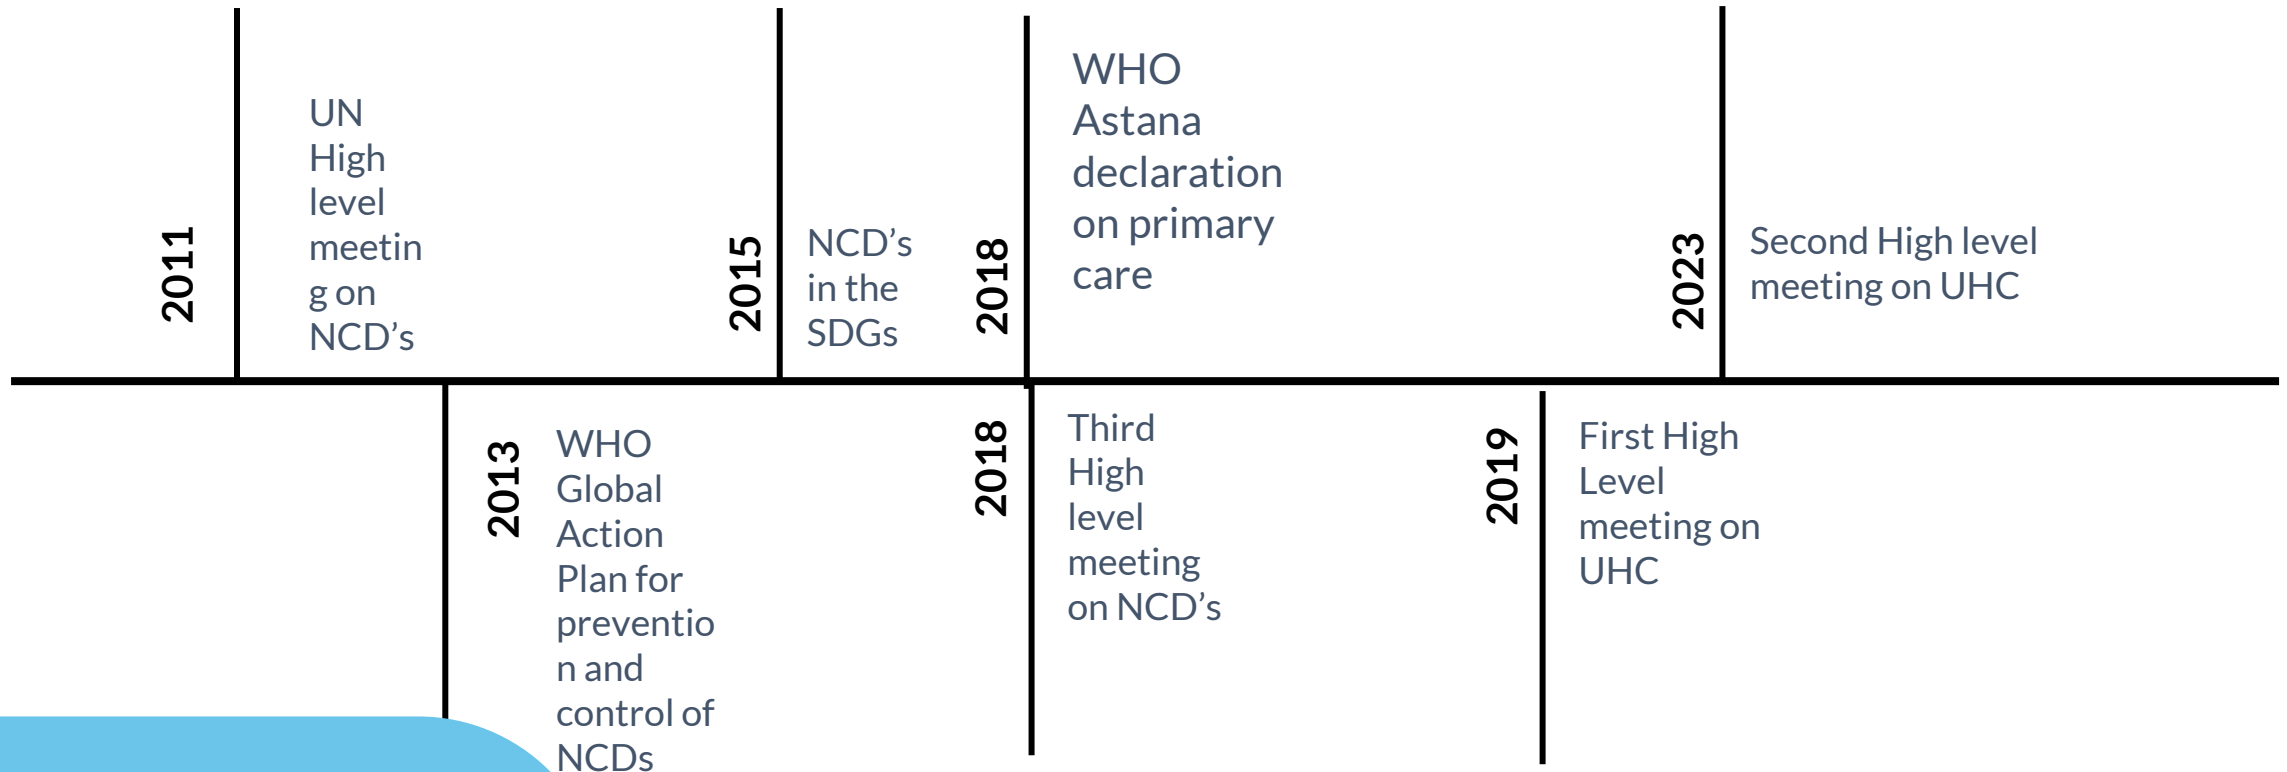 2011
UN
High
level
meetin
g on
NCD’s
2013
WHO
Global
Action
Plan for
preventio
n and
control of
NCDs
2015
NCD’s
in the
SDGs
2018
WHO
Astana
declaration
on primary
care
2018
Third
High
level
meeting
on NCD’s
2019
First High
Level
meeting on
UHC
2023
Second High level
meeting on UHC